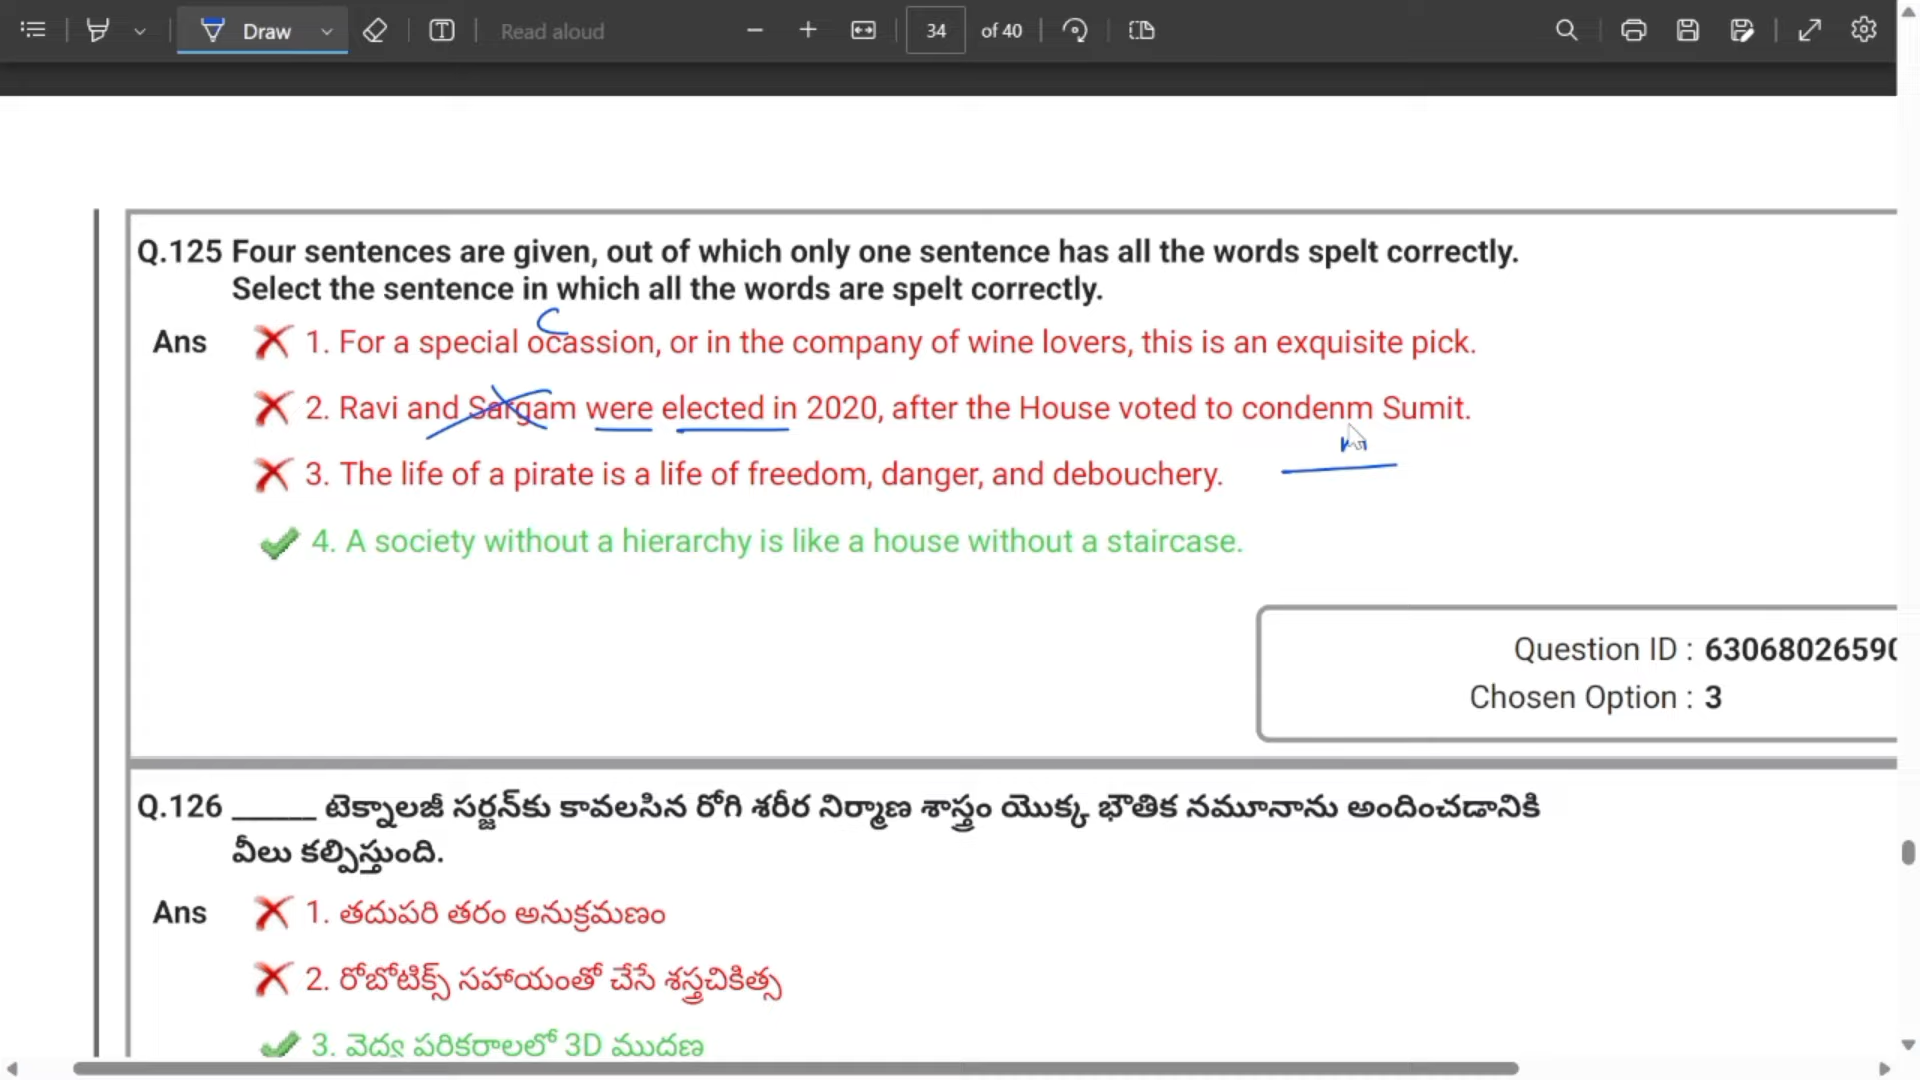 Draw
Read aloud
34 of 40
Q.125 Four sentences are given, out of which only one sentence has all the words spelt correctly.
Select the sentence in which all the words are spelt correctly.
C
Ans 1. For a special ocassion, or in the company of wine lovers, this is an exquisite pick.
2. Ravi and Sargam were elected in 2020, after the House voted to condenm Sumit.
3. The life of a pirate is a life of freedom, danger, and debouchery.
4. A society without a hierarchy is like a house without a staircase.
Question ID : 63068026590
Chosen Option : 3
Q.126 _____ టెక్నాలజీ సర్జన్‌కు కావలసిన రోగి శరీర నిర్మాణ శాస్త్రం యొక్క భౌతిక నమూనాను అందించడానికి
వీలు కల్పిస్తుంది.
Ans 1. తదుపరి తరం అనుక్రమణం
2. రోబోటిక్స్ సహాయంతో చేసే శస్త్రచికిత్స
3. వైద్య పరికరాలలో 3D ముద్రణ